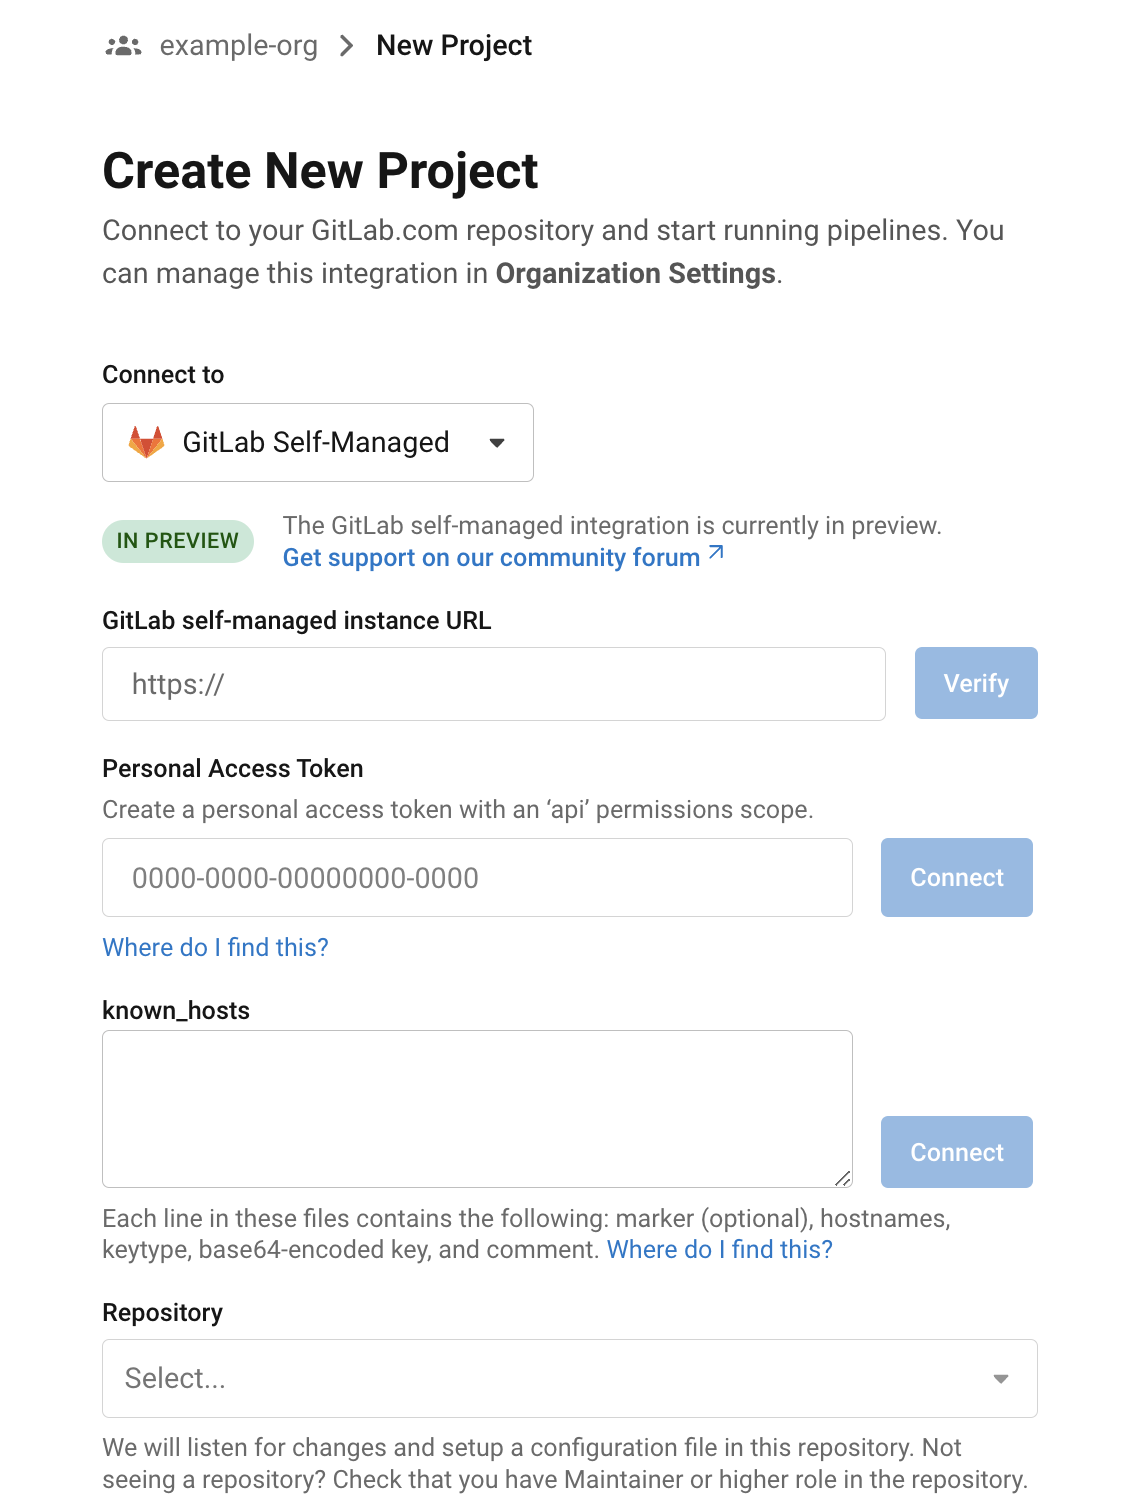 example-org > New Project
Create New Project
Connect to your GitLab.com repository and start running pipelines. You
can manage this integration in Organization Settings.
Connect to
GitLab Self-Managed
IN PREVIEW
The GitLab self-managed integration is currently in preview.
Get support on our community forum
GitLab self-managed instance URL
https://
Verify
Personal Access Token
Create a personal access token with an ‘api’ permissions scope.
0000-0000-00000000-0000
Connect
Where do I find this?
known_hosts
Connect
Each line in these files contains the following: marker (optional), hostnames,
keytype, base64-encoded key, and comment. Where do I find this?
Repository
Select...
We will listen for changes and setup a configuration file in this repository. Not
seeing a repository? Check that you have Maintainer or higher role in the repository.